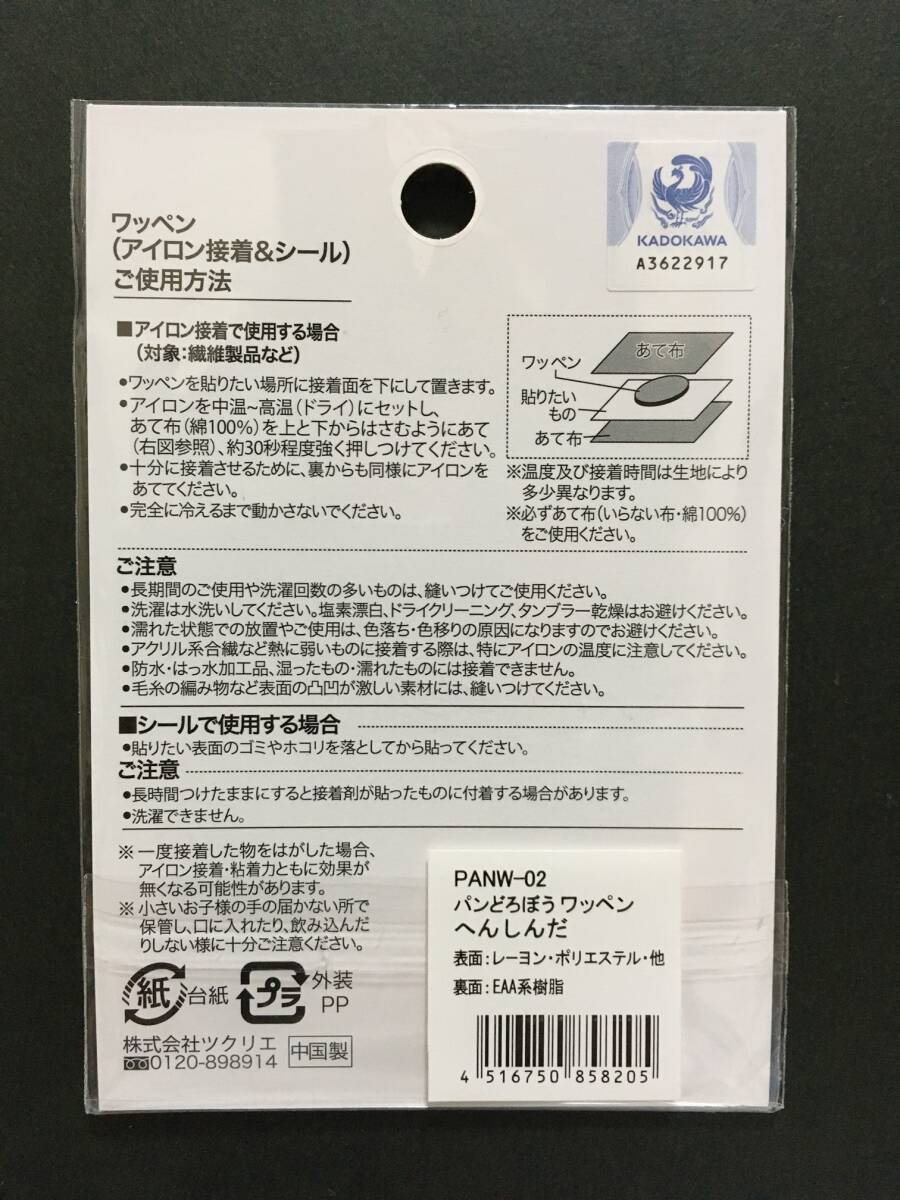 KADOKAWA
A3622917
ワッペン
(アイロン接着&シール)
ご使用方法
■アイロン接着で使用する場合
(対象:繊維製品など)
•ワッペンを貼りたい場所に接着面を下にして置きます。
•アイロンを中温~高温(ドライ)にセットし、
あて布(綿100%)を上と下からはさむようにあて
(右図参照)、約30秒程度強く押しつけてください。
•十分に接着させるために、裏からも同様にアイロンを
あててください。
•完全に冷えるまで動かさないでください。
あて布
ワッペン
貼りたい
もの
あて布
※温度及び接着時間は生地により
多少異なります。
※必ずあて布(いらない布・綿100%)
をご使用ください。
ご注意
•長期間のご使用や洗濯回数の多いものは、縫いつけてご使用ください。
•洗濯は水洗いしてください。塩素漂白、ドライクリーニング、タンブラー乾燥はお避けください。
•濡れた状態での放置やご使用は、色落ち・色移りの原因になりますのでお避けください。
•アクリル系合繊など熱に弱いものに接着する際は、特にアイロンの温度に注意してください。
•防水・はっ水加工品、湿ったもの・濡れたものには接着できません。
•毛糸の編み物など表面の凸凹が激しい素材には、縫いつけてください。
■シールで使用する場合
•貼りたい表面のゴミやホコリを落としてから貼ってください。
ご注意
•長時間つけたままにすると接着剤が貼ったものに付着する場合があります。
•洗濯できません。
※ 一度接着した物をはがした場合、
アイロン接着・粘着力ともに効果が
無くなる可能性があります。
※ 小さいお子様の手の届かない所で
保管し、口に入れたり、飲み込んだ
りしない様に十分ご注意ください。
紙 台紙 プラ 外装
PP
株式会社ツクリエ
0120-898914 中国製
PANW-02
パンどろぼう ワッペン
へんしんだ
表面:レーヨン・ポリエステル・他
裏面:EAA系樹脂
4 516750 858205